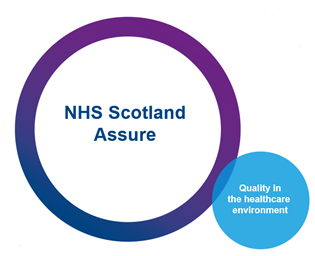 NHS Scotland
Assure
Quality in
the healthcare
environment